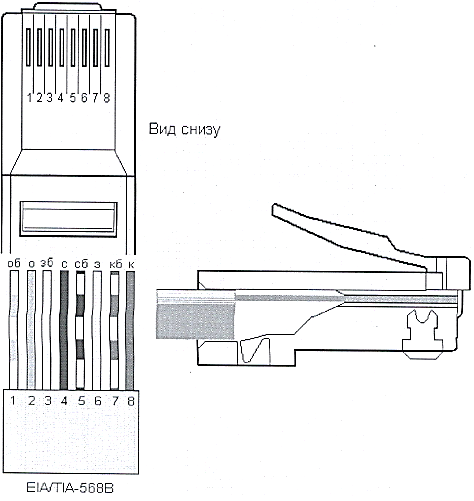 1 2 3 4 5 6 7 8
Вид снизу
об о зб с сб з кб к
1 2 3 4 5 6 7 8
EIA/TIA-568B